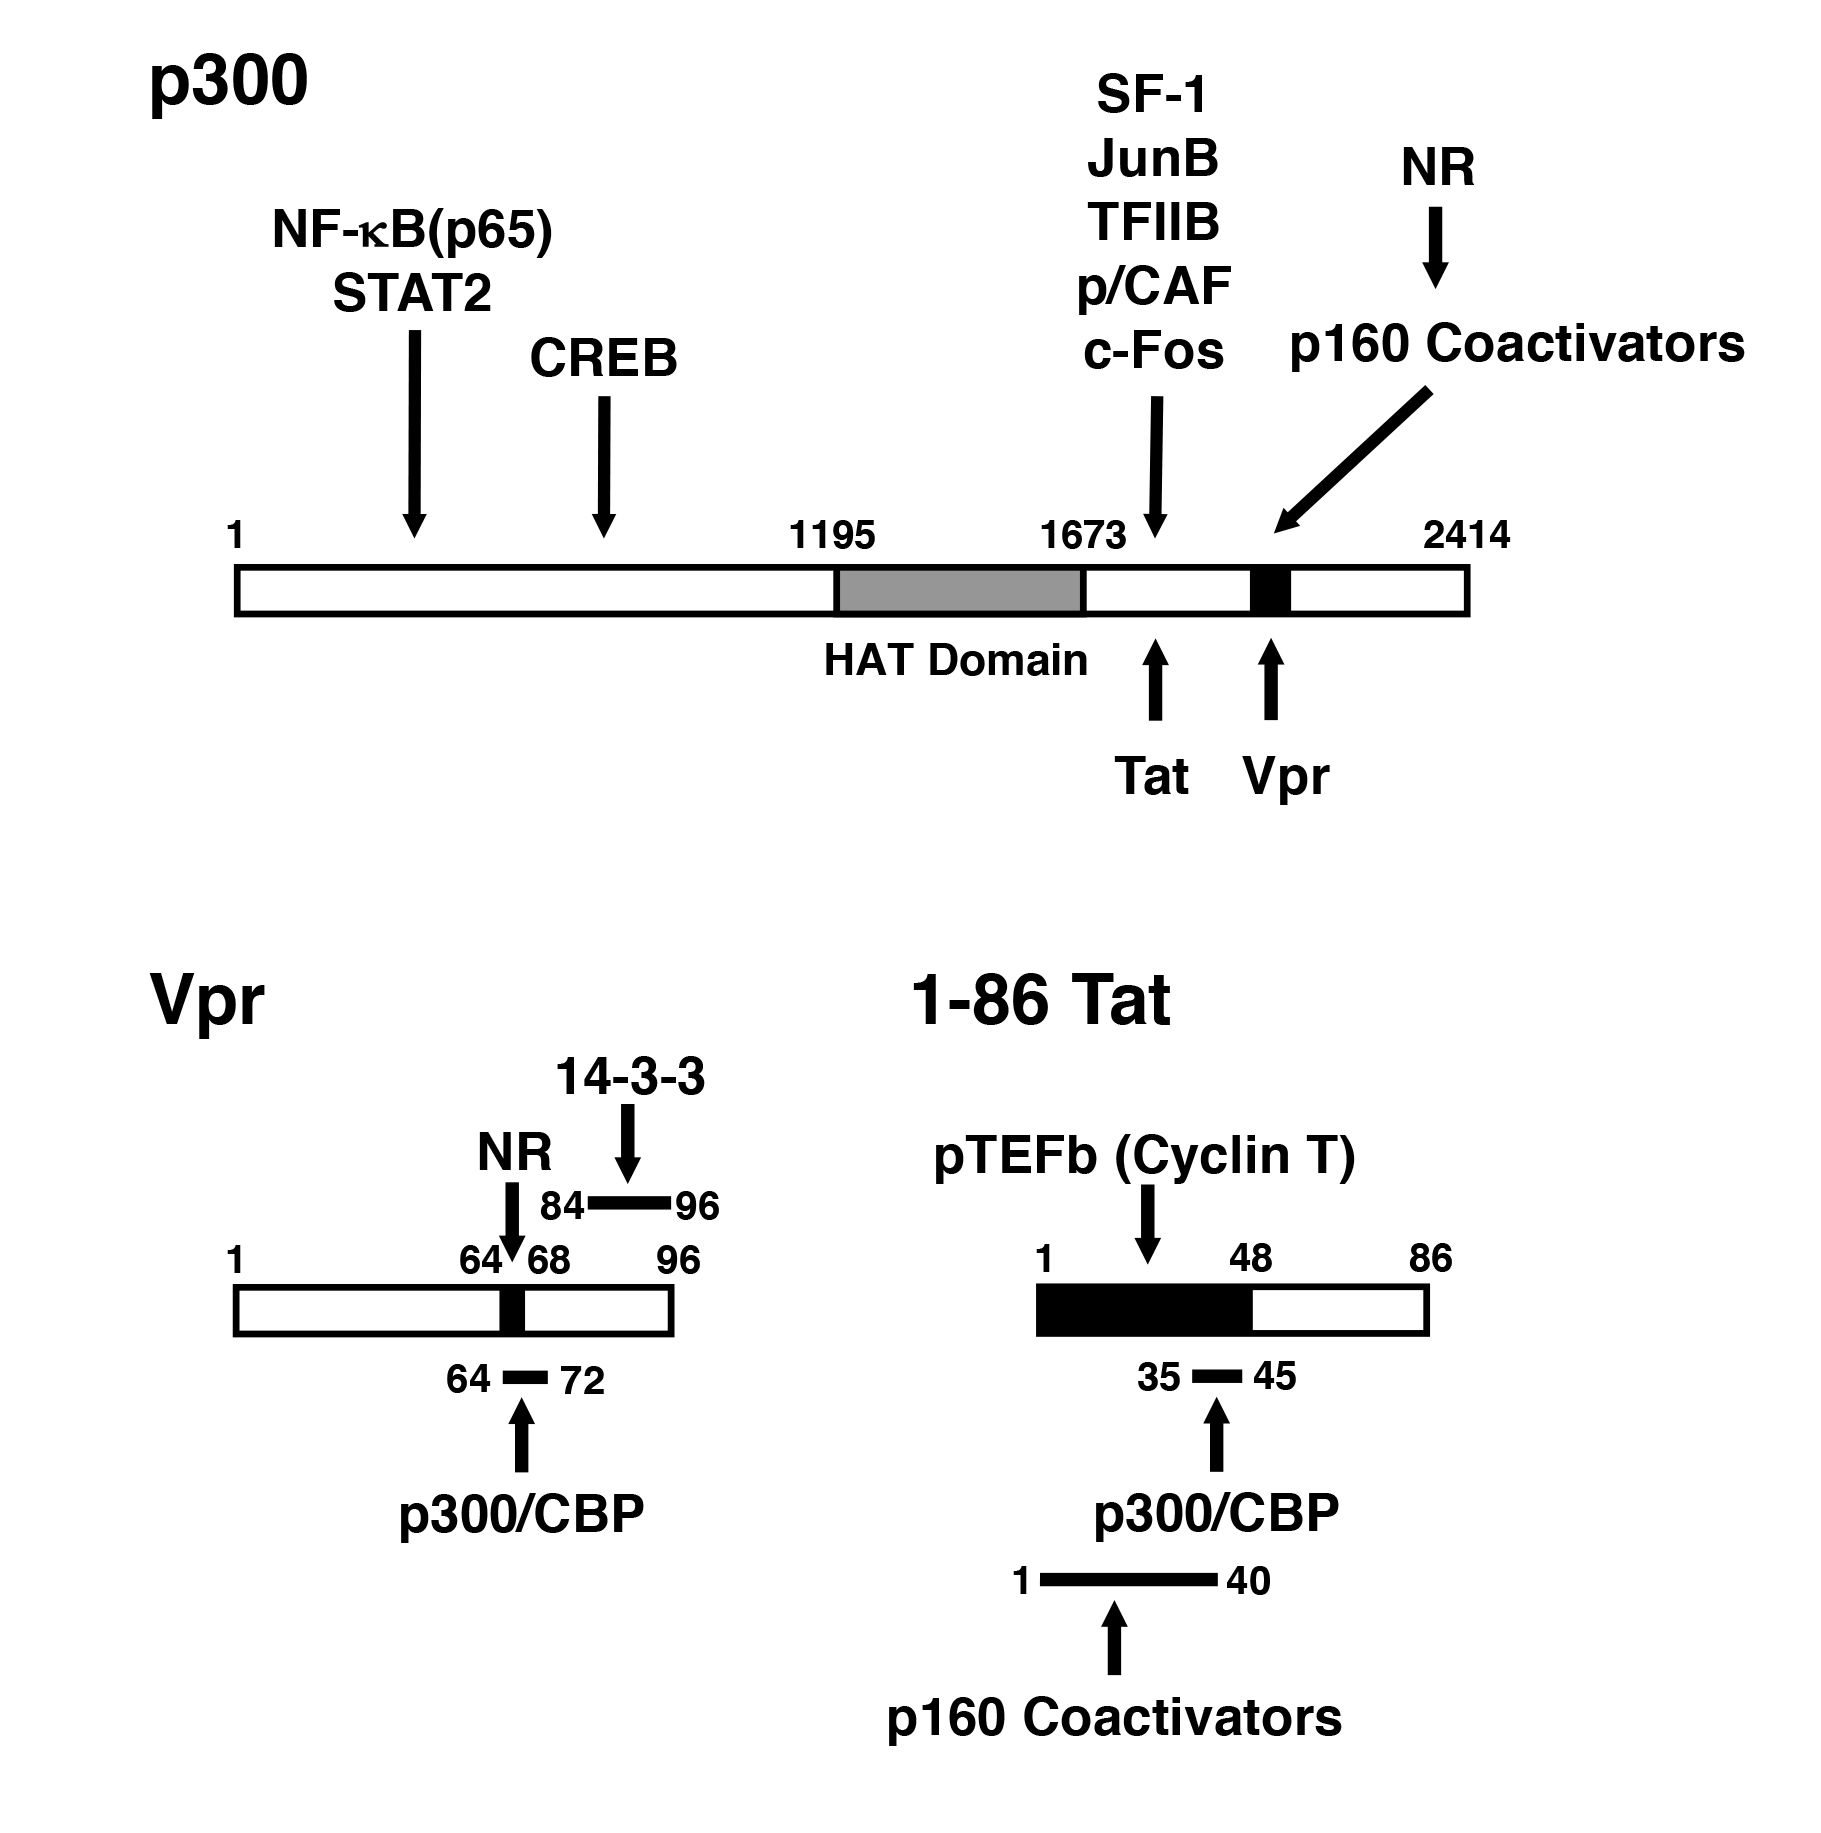 p300
SF-1
JunB
TFIIB
p/CAF
c-Fos
NR
p160 Coactivators
NF-κB(p65)
STAT2
CREB
1 1195 1673 2414
HAT Domain
Tat Vpr
Vpr
14-3-3
NR
84 96
1 64 68 96
64 72
p300/CBP
1-86 Tat
pTEFb (Cyclin T)
1 48 86
35 45
p300/CBP
1 40
p160 Coactivators